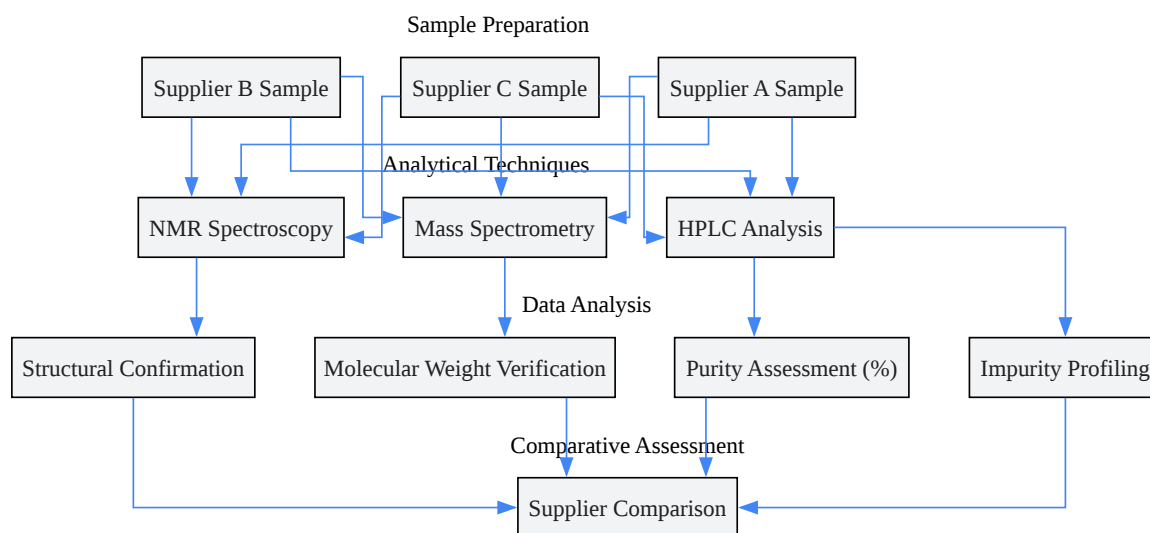 Sample Preparation
Supplier B Sample
Supplier C Sample
Supplier A Sample
Analytical Techniques
NMR Spectroscopy
Mass Spectrometry
HPLC Analysis
Data Analysis
Structural Confirmation
Molecular Weight Verification
Purity Assessment (%)
Impurity Profiling
Comparative Assessment
Supplier Comparison